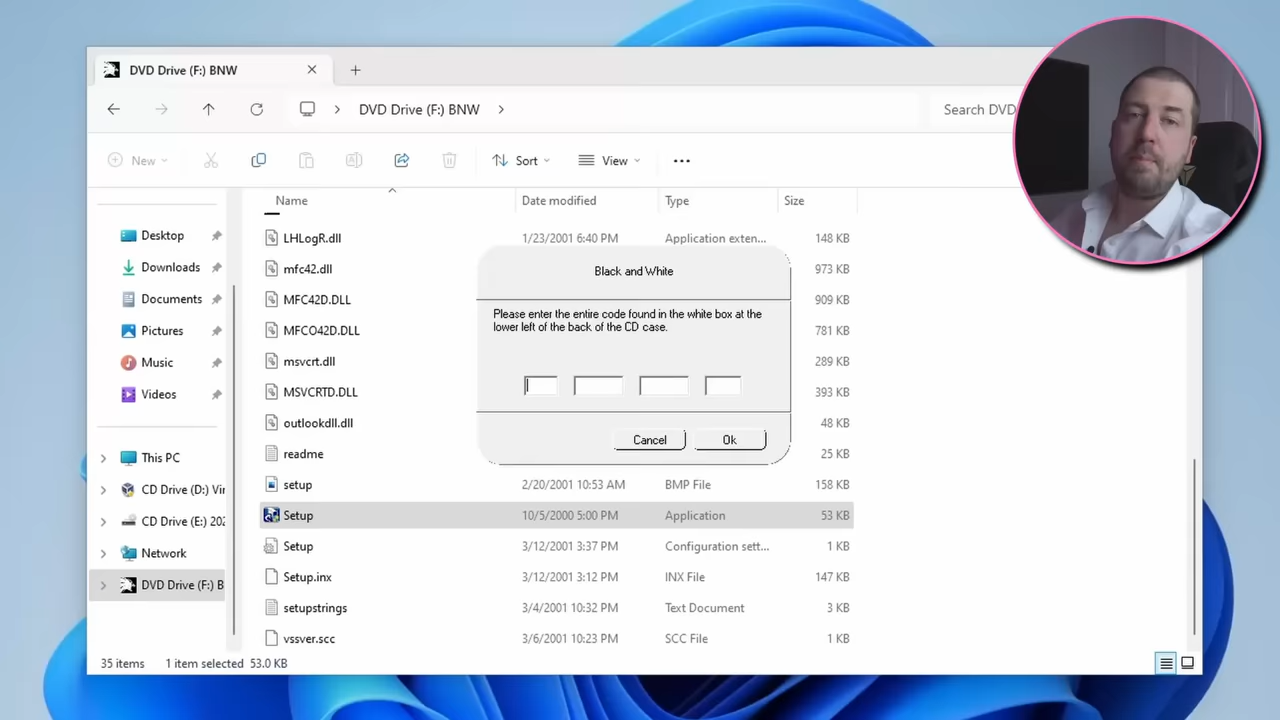 DVD Drive (F:) BNW
DVD Drive (F:) BNW
Search DVD
New
Sort
View
Name
Date modified
Type
Size
LHLogR.dll
1/23/2001 6:40 PM
Application exten...
148 KB
mfc42.dll
973 KB
MFC42D.DLL
909 KB
MFCO42D.DLL
781 KB
msvcrt.dll
289 KB
MSVCRTD.DLL
393 KB
outlookdll.dll
48 KB
readme
25 KB
setup
2/20/2001 10:53 AM
BMP File
158 KB
Setup
10/5/2000 5:00 PM
Application
53 KB
Setup
3/12/2001 3:37 PM
Configuration sett...
1 KB
Setup.inx
3/12/2001 3:12 PM
INX File
147 KB
setupstrings
3/4/2001 10:32 PM
Text Document
3 KB
vssver.scc
3/6/2001 10:23 PM
SCC File
1 KB
Desktop
Downloads
Documents
Pictures
Music
Videos
This PC
CD Drive (D:) Vir
CD Drive (E:) 202
Network
DVD Drive (F:) B
Black and White
Please enter the entire code found in the white box at the
lower left of the back of the CD case.
Cancel
Ok
35 items
1 item selected
53.0 KB